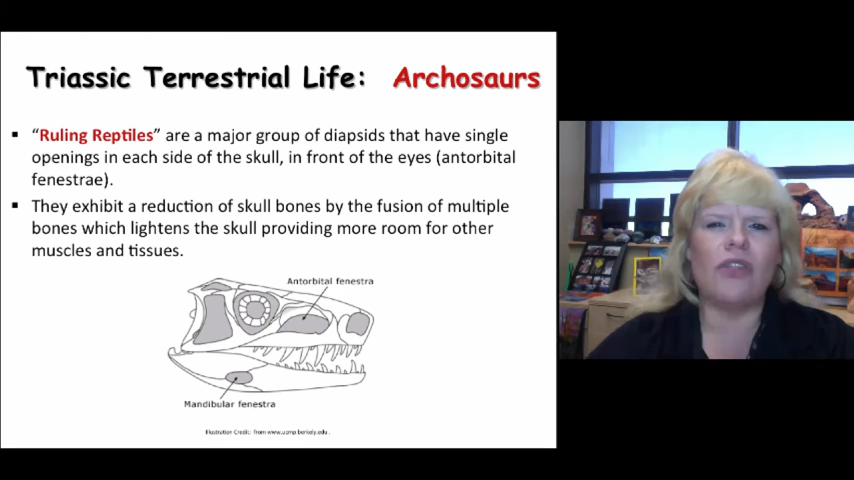 Triassic Terrestrial Life: Archosaurs
▪ “Ruling Reptiles” are a major group of diapsids that have single
openings in each side of the skull, in front of the eyes (antorbital
fenestrae).
▪ They exhibit a reduction of skull bones by the fusion of multiple
bones which lightens the skull providing more room for other
muscles and tissues.
Antorbital fenestra
Mandibular fenestra
Illustration Credit: from www.ucmp.berkely.edu .